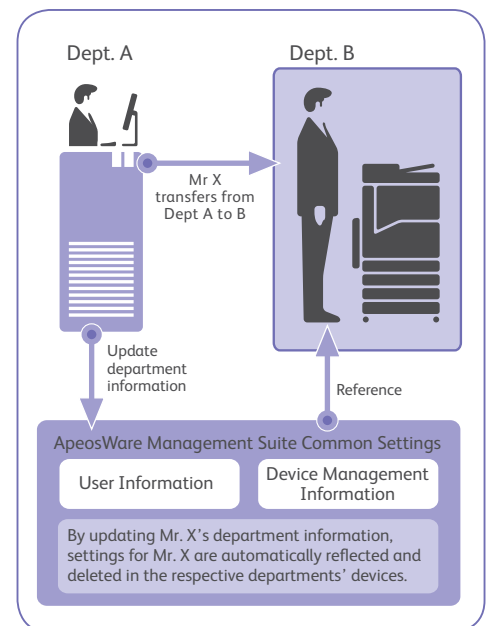 Dept. A
Dept. B
Mr X
transfers from
Dept A to B
Update
department
information
Reference
ApeosWare Management Suite Common Settings
User Information
Device Management
Information
By updating Mr. X's department information,
settings for Mr. X are automatically reflected and
deleted in the respective departments' devices.